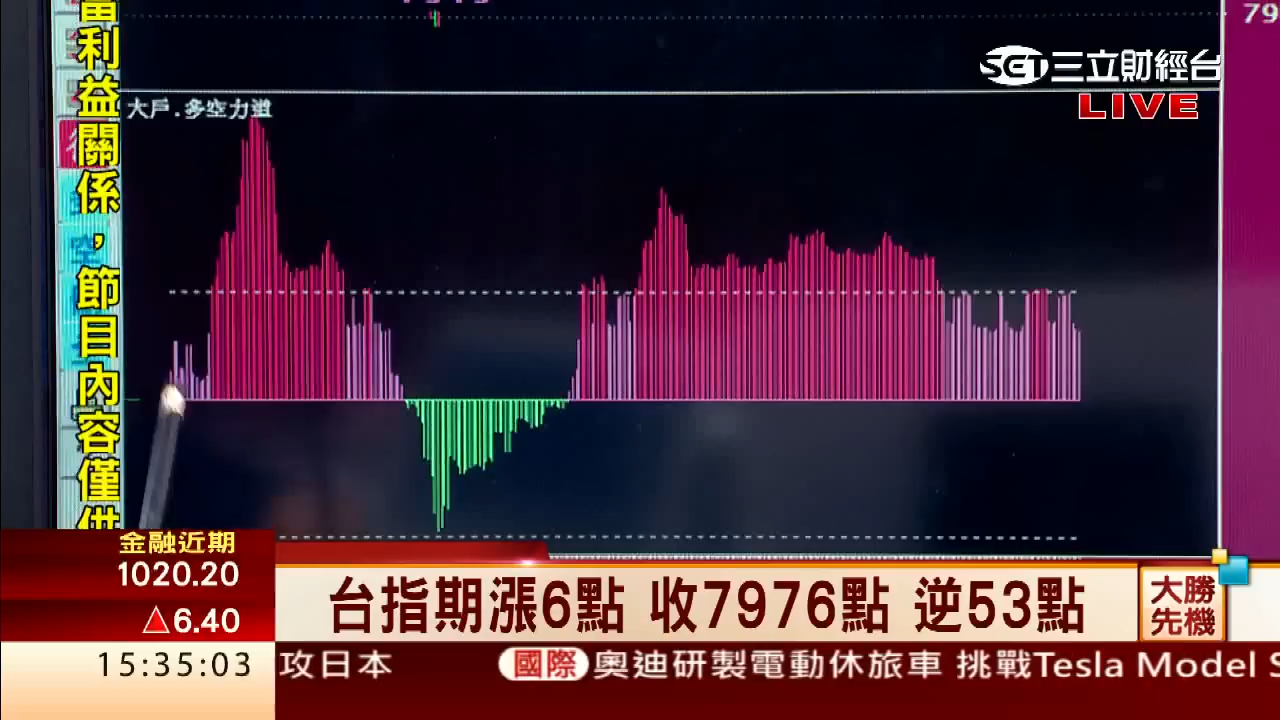 79
SET三立財經台
LIVE
大戶.多空力道
利益關係，節目內容僅供
金融近期
1020.20
△6.40
15:35:03
台指期漲6點 收7976點 逆53點
大勝
先機
攻日本
國際 奧迪研製電動休旅車 挑戰Tesla Model S